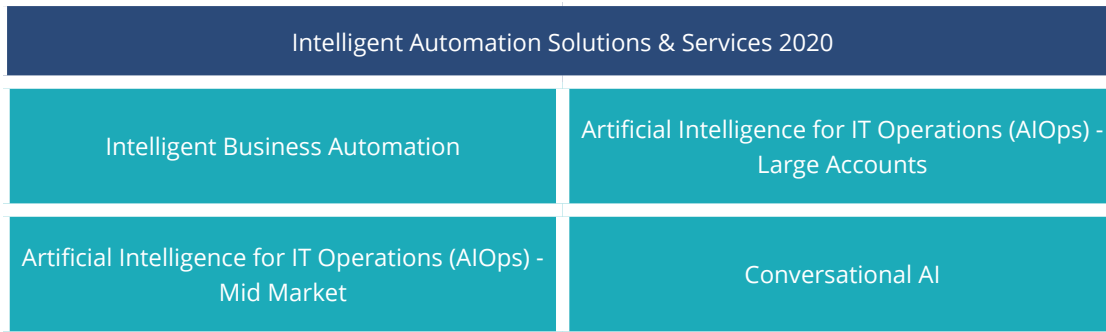 Intelligent Automation Solutions & Services 2020
Intelligent Business Automation
Artificial Intelligence for IT Operations (AIOps) -
Large Accounts
Artificial Intelligence for IT Operations (AIOps) -
Mid Market
Conversational AI